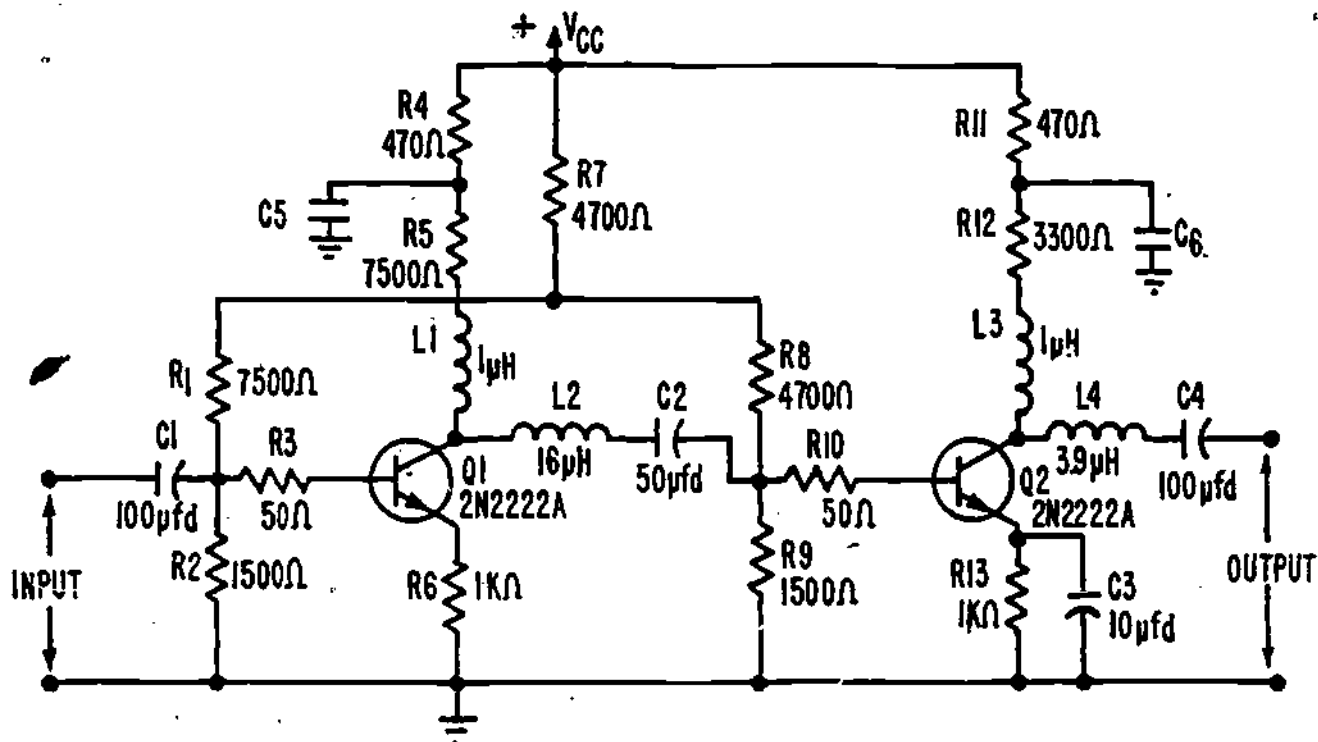 + VCC
R4
470Ω
R7
4700Ω
R11
470Ω
C5
R5
7500Ω
R12
3300Ω
C6
L1
1µH
L3
1µH
R1
7500Ω
R8
4700Ω
L2
16µH
C2
50µfd
L4
3.9µH
C4
100µfd
C1
100µfd
R3
50Ω
Q1
2N2222A
R10
50Ω
Q2
2N2222A
INPUT
R2
1500Ω
R6
1KΩ
R9
1500Ω
R13
1KΩ
C3
10µfd
OUTPUT